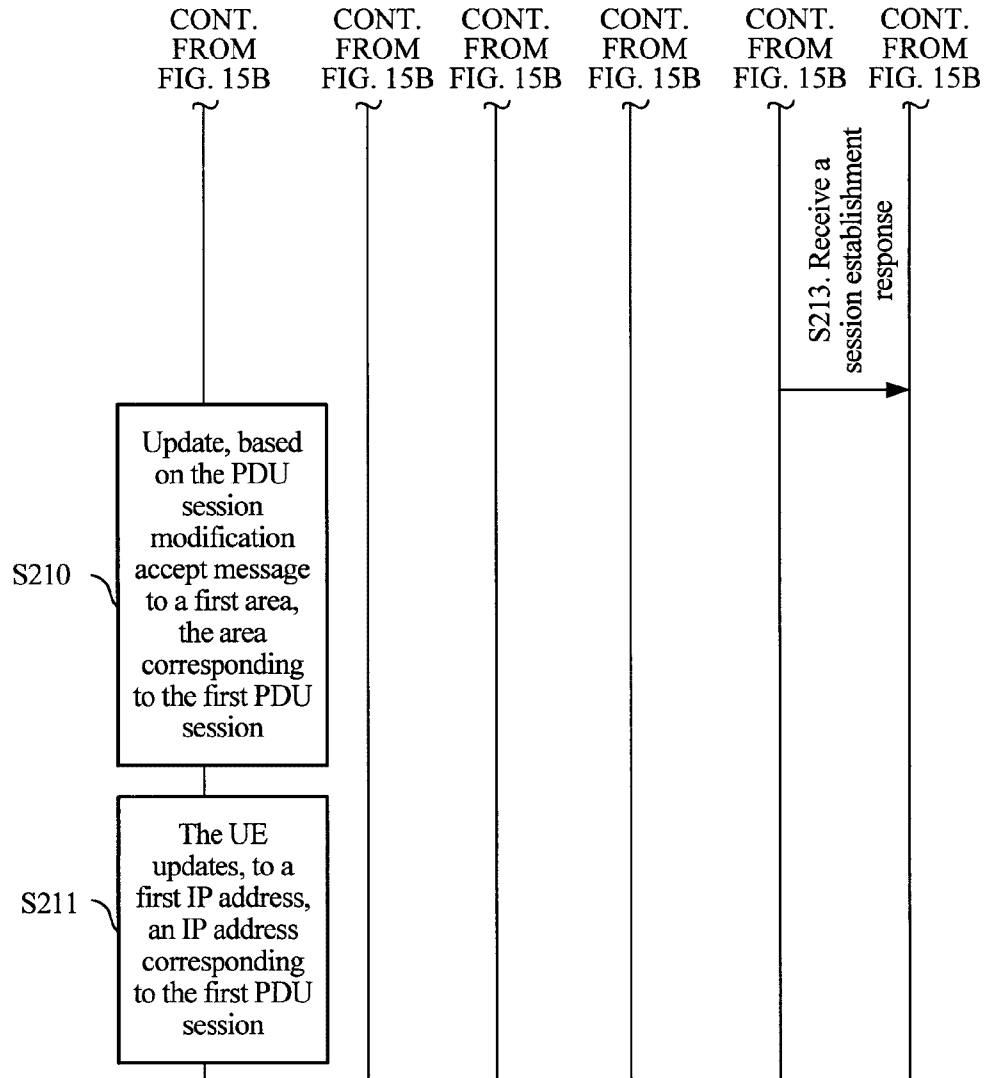 CONT.
FROM
FIG. 15B
CONT.
FROM
FIG. 15B
CONT.
FROM
FIG. 15B
CONT.
FROM
FIG. 15B
CONT.
FROM
FIG. 15B
CONT.
FROM
FIG. 15B
S213. Receive a
session establishment
response
Update, based
on the PDU
session
modification
accept message
to a first area,
the area
corresponding
to the first PDU
session
S210
The UE
updates, to a
first IP address,
an IP address
corresponding
to the first PDU
session
S211